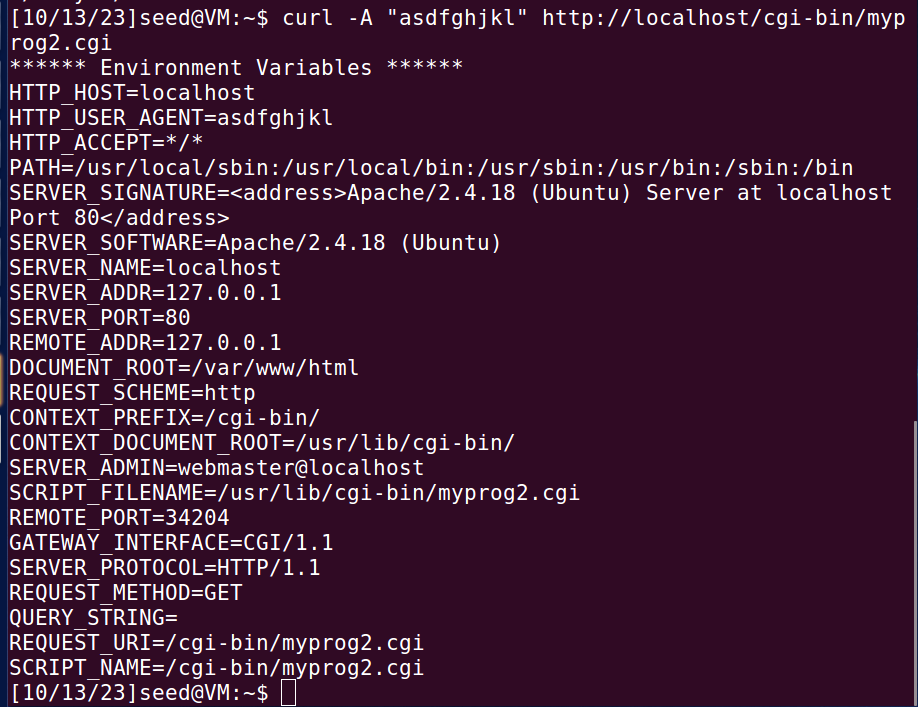 [10/13/23]seed@VM:~$ curl -A "asdfghjkl" http://localhost/cgi-bin/myp
rog2.cgi
****** Environment Variables ******
HTTP_HOST=localhost
HTTP_USER_AGENT=asdfghjkl
HTTP_ACCEPT=*/*
PATH=/usr/local/sbin:/usr/local/bin:/usr/sbin:/usr/bin:/sbin:/bin
SERVER_SIGNATURE=<address>Apache/2.4.18 (Ubuntu) Server at localhost
Port 80</address>
SERVER_SOFTWARE=Apache/2.4.18 (Ubuntu)
SERVER_NAME=localhost
SERVER_ADDR=127.0.0.1
SERVER_PORT=80
REMOTE_ADDR=127.0.0.1
DOCUMENT_ROOT=/var/www/html
REQUEST_SCHEME=http
CONTEXT_PREFIX=/cgi-bin/
CONTEXT_DOCUMENT_ROOT=/usr/lib/cgi-bin/
SERVER_ADMIN=webmaster@localhost
SCRIPT_FILENAME=/usr/lib/cgi-bin/myprog2.cgi
REMOTE_PORT=34204
GATEWAY_INTERFACE=CGI/1.1
SERVER_PROTOCOL=HTTP/1.1
REQUEST_METHOD=GET
QUERY_STRING=
REQUEST_URI=/cgi-bin/myprog2.cgi
SCRIPT_NAME=/cgi-bin/myprog2.cgi
[10/13/23]seed@VM:~$